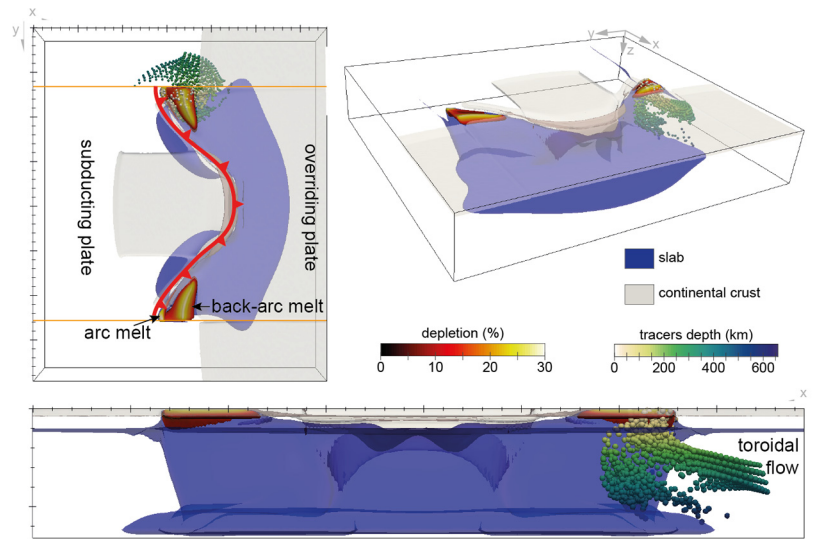 x
y
subducting plate
overriding plate
back-arc melt
arc melt
y
x
z
slab
continental crust
depletion (%)
0 10 20 30
tracers depth (km)
0 200 400 600
x
toroidal
flow